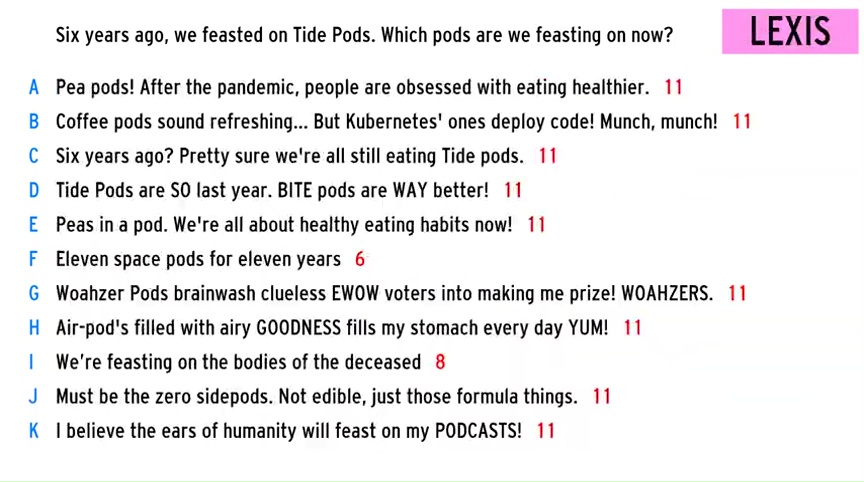 Six years ago, we feasted on Tide Pods. Which pods are we feasting on now? LEXIS
A Pea pods! After the pandemic, people are obsessed with eating healthier. 11
B Coffee pods sound refreshing... But Kubernetes' ones deploy code! Munch, munch! 11
C Six years ago? Pretty sure we're all still eating Tide pods. 11
D Tide Pods are SO last year. BITE pods are WAY better! 11
E Peas in a pod. We're all about healthy eating habits now! 11
F Eleven space pods for eleven years 6
G Woahzer Pods brainwash clueless EWOW voters into making me prize! WOAHZERS. 11
H Air-pod's filled with airy GOODNESS fills my stomach every day YUM! 11
I We’re feasting on the bodies of the deceased 8
J Must be the zero sidepods. Not edible, just those formula things. 11
K I believe the ears of humanity will feast on my PODCASTS! 11